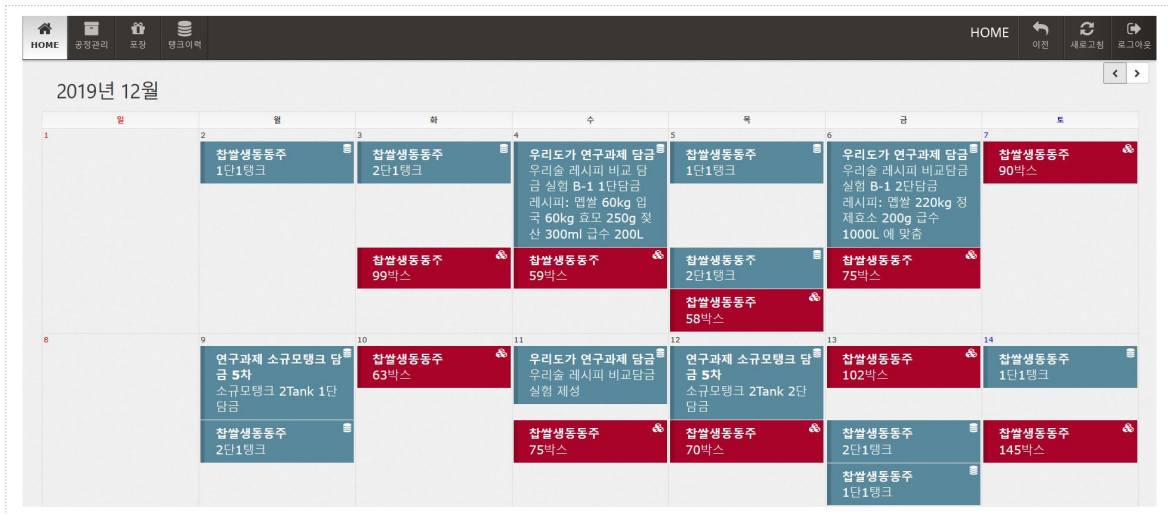 HOME 공정관리 포장 탱크이력 HOME 이전 새로고침 로그아웃
2019년 12월
일 월 화 수 목 금 토
1 2 3 4 5 6 7
찹쌀생동동주
1단1탱크
찹쌀생동동주
2단1탱크
99박스
우리도가 연구과제 담금
우리술 레시피 비교 담
금 실험 B-1 1단담금
레시피: 멥쌀 60kg 입
국 60kg 효모 250g 젖
산 300ml 급수 200L
찹쌀생동동주
59박스
찹쌀생동동주
1단1탱크
찹쌀생동동주
2단1탱크
찹쌀생동동주
58박스
우리도가 연구과제 담금
우리술 레시피 비교담금
실험 B-1 2단담금
레시피: 멥쌀 220kg 정
제효소 200g 급수
1000L 에 맞춤
찹쌀생동동주
75박스
찹쌀생동동주
90박스
8 9 10 11 12 13 14
연구과제 소규모탱크 담
금 5차
소규모탱크 2Tank 1단
담금
찹쌀생동동주
2단1탱크
찹쌀생동동주
63박스
우리도가 연구과제 담금
우리술 레시피 비교담금
실험 제성
찹쌀생동동주
75박스
연구과제 소규모탱크 담
금 5차
소규모탱크 2Tank 2단
담금
찹쌀생동동주
70박스
찹쌀생동동주
102박스
찹쌀생동동주
2단1탱크
찹쌀생동동주
1단1탱크
찹쌀생동동주
1단1탱크
찹쌀생동동주
145박스